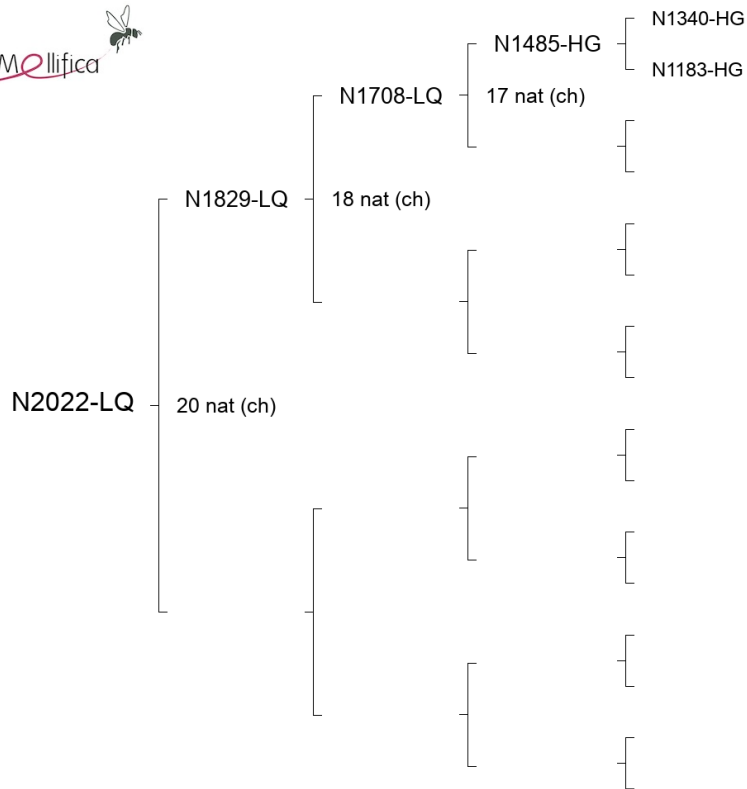 Mellifica
N1340-HG
N1485-HG
N1183-HG
N1708-LQ
17 nat (ch)
N1829-LQ
18 nat (ch)
N2022-LQ
20 nat (ch)